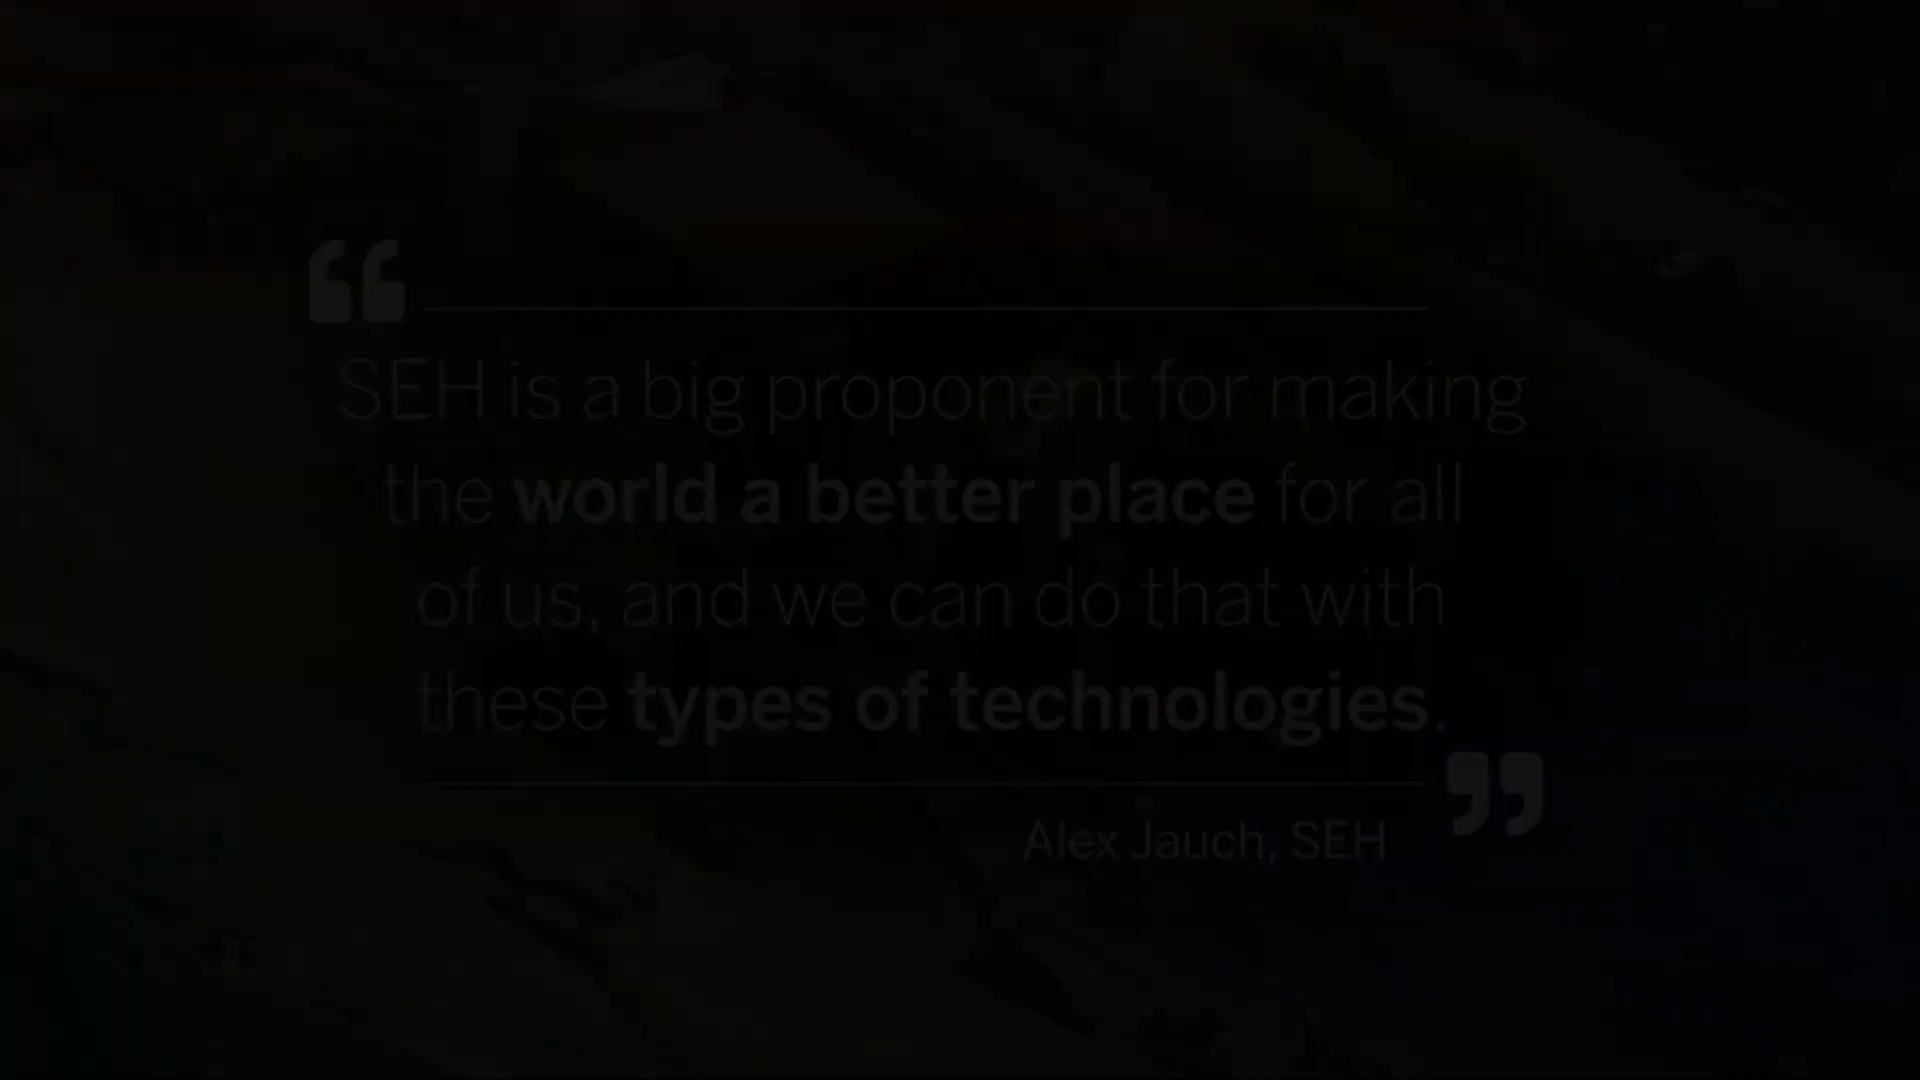 “
SEH is a big proponent for making
the world a better place for all
of us, and we can do that with
these types of technologies.
”
Alex Jauch, SEH